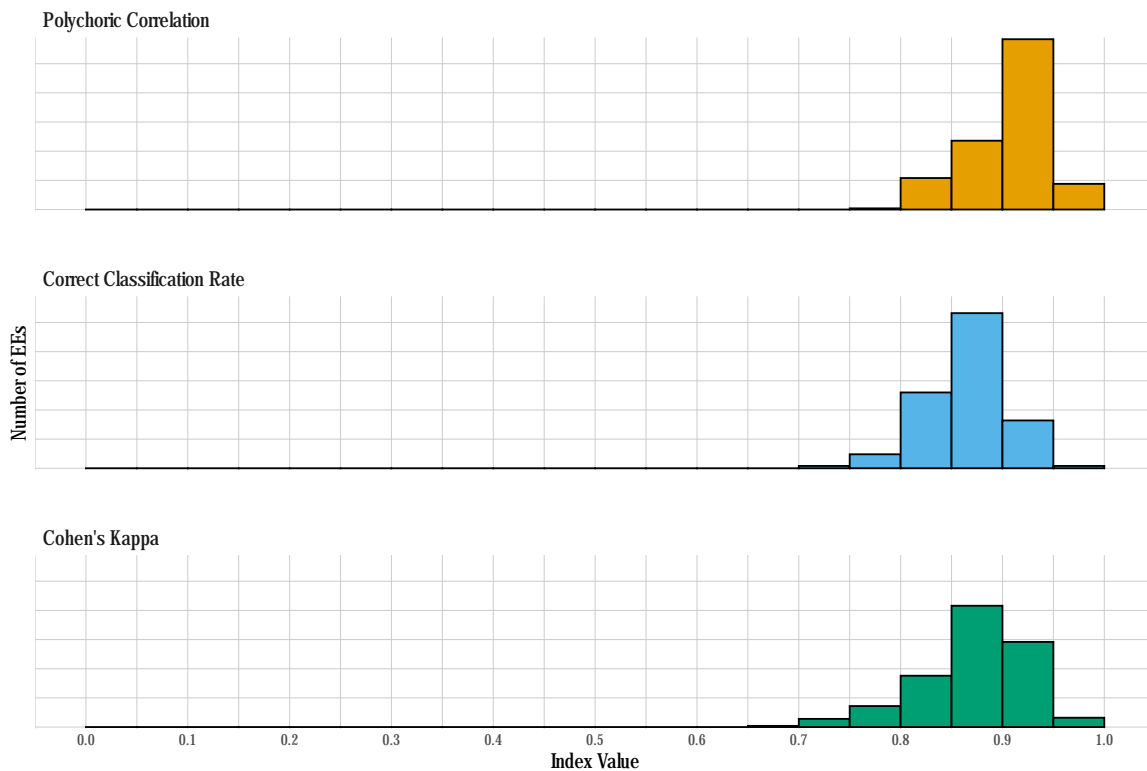 Polychoric Correlation
Correct Classification Rate
Number of EEs
Cohen's Kappa
0.0 0.1 0.2 0.3 0.4 0.5 0.6 0.7 0.8 0.9 1.0
Index Value